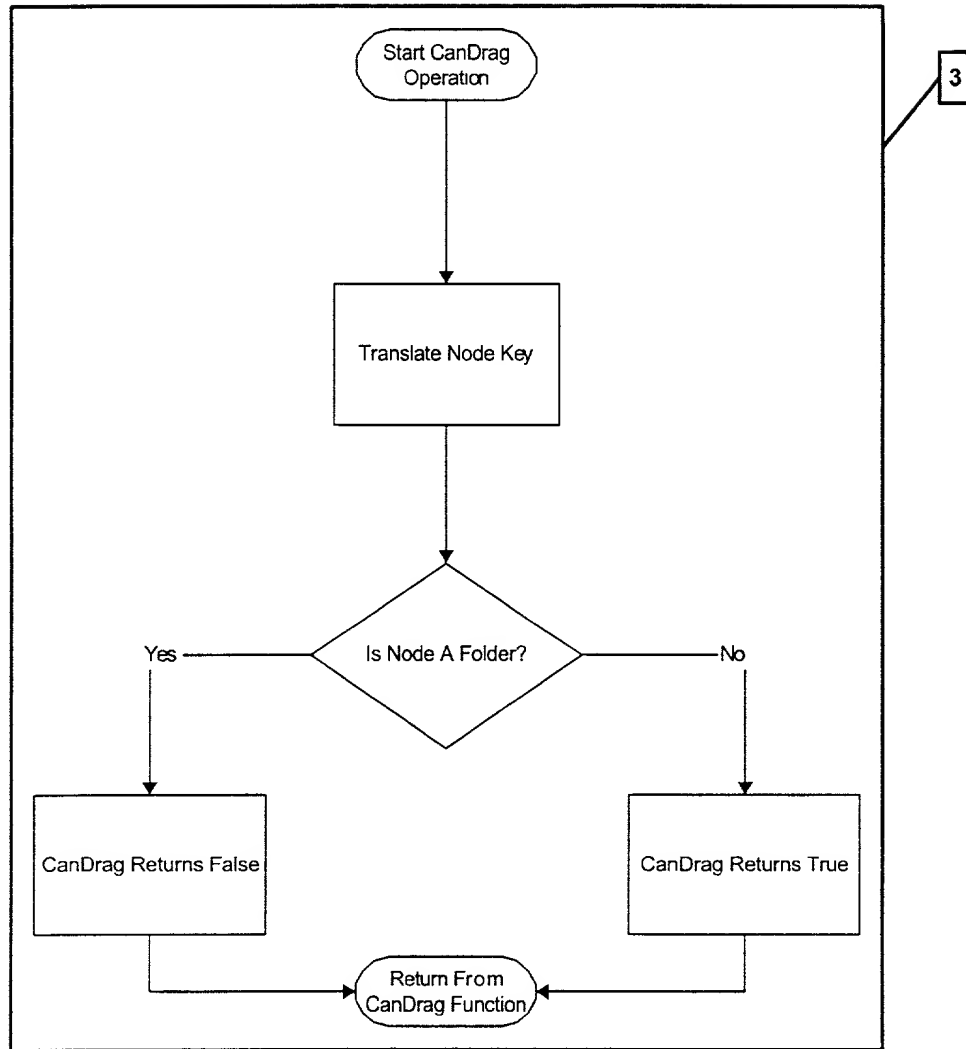 Start CanDrag
Operation
3
Translate Node Key
Is Node A Folder?
Yes
No
CanDrag Returns False
CanDrag Returns True
Return From
CanDrag Function